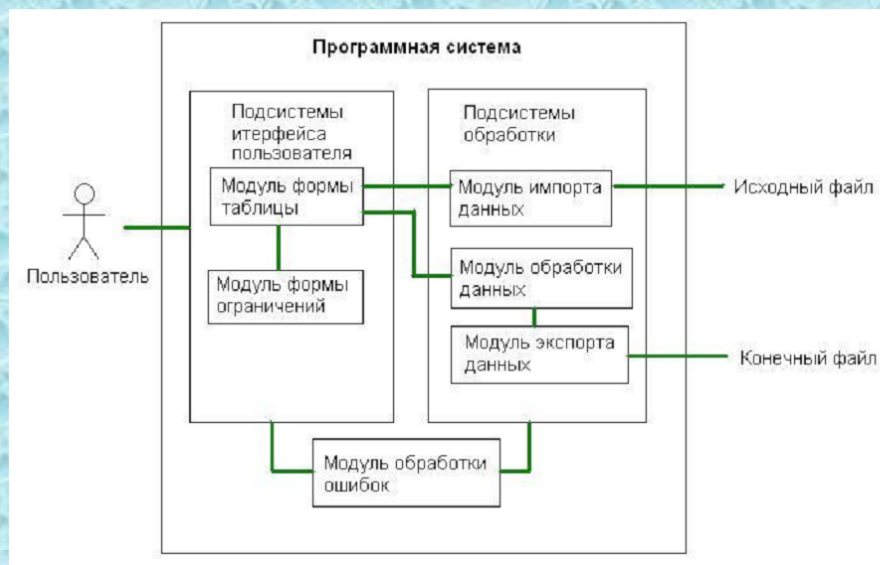 Программная система
Подсистемы
итерфейса
пользователя
Модуль формы
таблицы
Модуль формы
ограничений
Подсистемы
обработки
Модуль импорта
данных
Модуль обработки
данных
Модуль экспорта
данных
Модуль обработки
ошибок
Пользователь
Исходный файл
Конечный файл